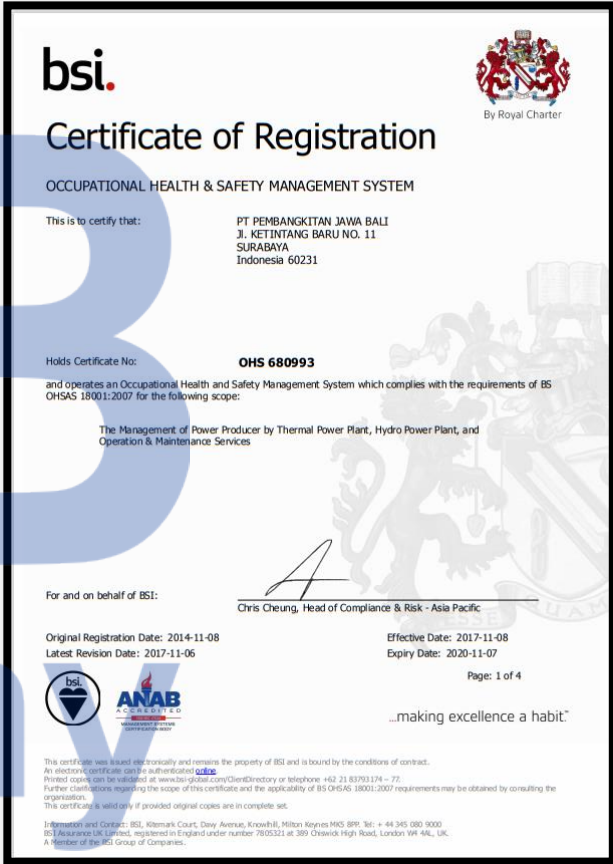 bsi.
By Royal Charter
Certificate of Registration
OCCUPATIONAL HEALTH & SAFETY MANAGEMENT SYSTEM
This is to certify that:
PT PEMBANGKITAN JAWA BALI
Jl. KETINTANG BARU NO. 11
SURABAYA
Indonesia 60231
Holds Certificate No:
OHS 680993
and operates an Occupational Health and Safety Management System which complies with the requirements of BS
OHSAS 18001:2007 for the following scope:
The Management of Power Producer by Thermal Power Plant, Hydro Power Plant, and
Operation & Maintenance Services
For and on behalf of BSI:
Chris Cheung, Head of Compliance & Risk - Asia Pacific
Original Registration Date: 2014-11-08
Effective Date: 2017-11-08
Latest Revision Date: 2017-11-06
Expiry Date: 2020-11-07
Page: 1 of 4
bsi.
ANAB
ACCREDITED
MANAGEMENT SYSTEMS
CERTIFICATION BODY
...making excellence a habit.™
This certificate was issued electronically and remains the property of BSI and is bound by the conditions of contract.
An electronic certificate can be authenticated online.
Printed copies can be validated at www.bsi-global.com/ClientDirectory or telephone +62 21 83793174 – 77.
Further clarifications regarding the scope of this certificate and the applicability of BS OHSAS 18001:2007 requirements may be obtained by consulting the
organization.
This certificate is valid only if provided original copies are in complete set.
Information and Contact: BSI, Kitemark Court, Davy Avenue, Knowlhill, Milton Keynes MK5 8PP. Tel: + 44 345 080 9000
BSI Assurance UK Limited, registered in England under number 7805321 at 389 Chiswick High Road, London W4 4AL, UK.
A Member of the BSI Group of Companies.